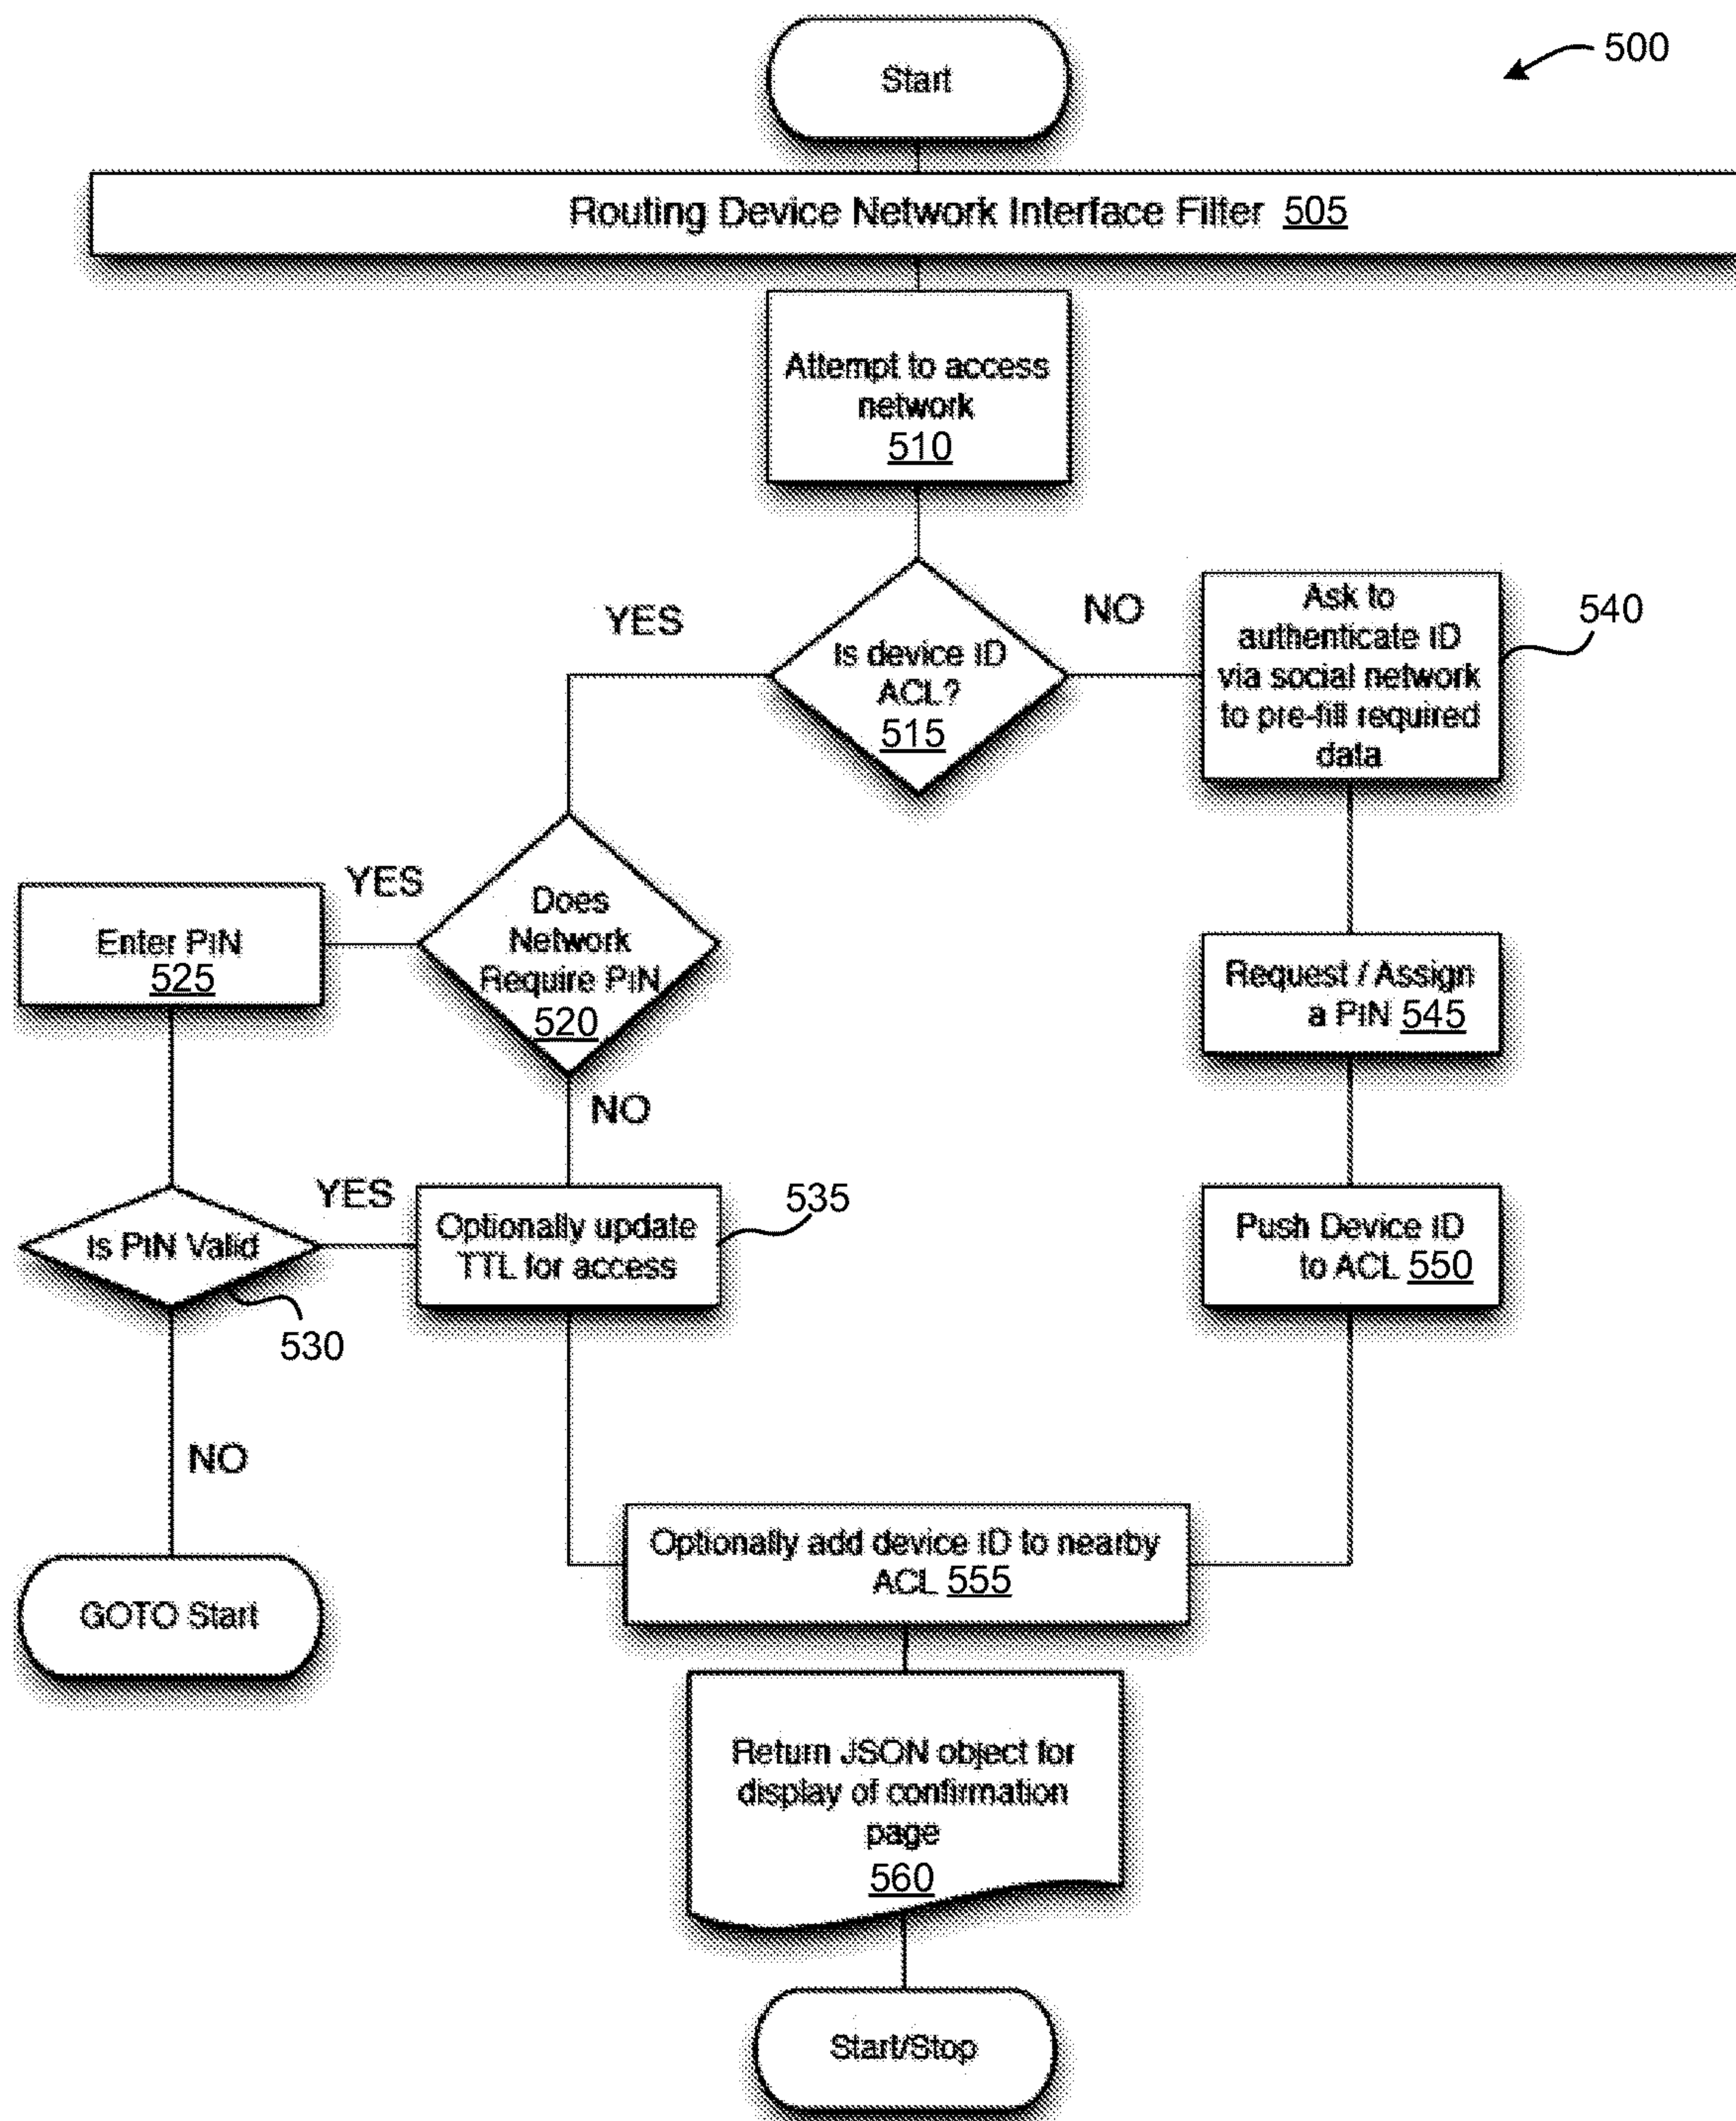 Start
500
Routing Device Network Interface Filter 505
Attempt to access
network
510
YES
NO
Is device ID
ACL?
515
Ask to
authenticate ID
via social network
to pre-fill required
data
540
YES
Does
Network
Require PIN
520
Enter PIN
525
Request / Assign
a PIN 545
NO
Is PIN Valid
530
YES
Optionally update
TTL for access
535
Push Device ID
to ACL 550
NO
GOTO Start
Optionally add device ID to nearby
ACL 555
Return JSON object for
display of confirmation
page
560
Start/Stop